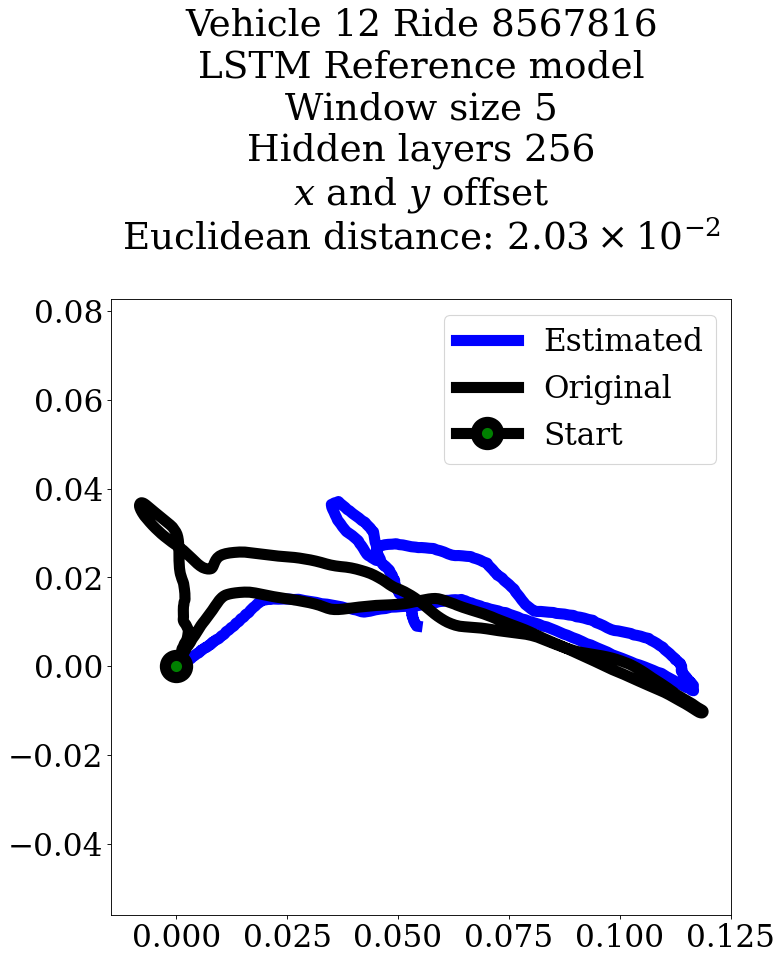 Vehicle 12 Ride 8567816
LSTM Reference model
Window size 5
Hidden layers 256
x and y offset
Euclidean distance: 2.03 × 10⁻²
Estimated
Original
Start
0.08
0.06
0.04
0.02
0.00
−0.02
−0.04
0.000 0.025 0.050 0.075 0.100 0.125